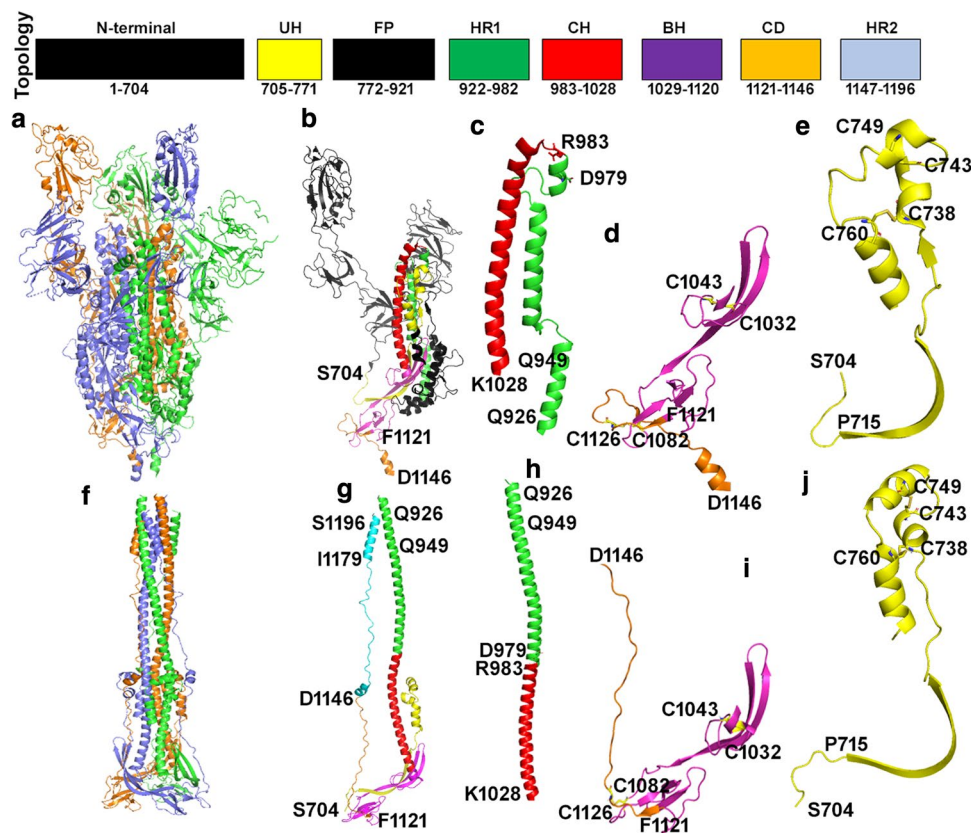 Topology
N-terminal UH FP HR1 CH BH CD HR2
1-704 705-771 772-921 922-982 983-1028 1029-1120 1121-1146 1147-1196
a
b
S704
F1121
D1146
c
R983
D979
Q949
K1028
Q926
d
C1043
C1032
F1121
C1126 C1082
D1146
e
C749
C743
C738
C760
S704
P715
f
g
Q926
S1196
Q949
I1179
D1146
S704
F1121
h
Q926
Q949
D979
R983
K1028
i
D1146
C1043
C1032
C1082
C1126
F1121
j
C749
C743
C738
C760
P715
S704